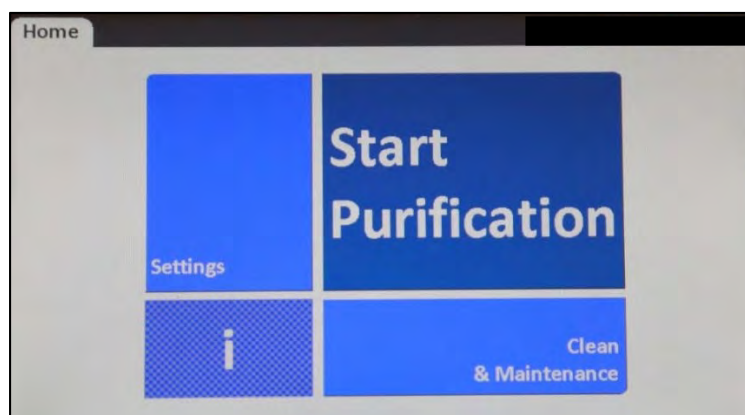 Home
Start
Purification
Settings
i
Clean
& Maintenance